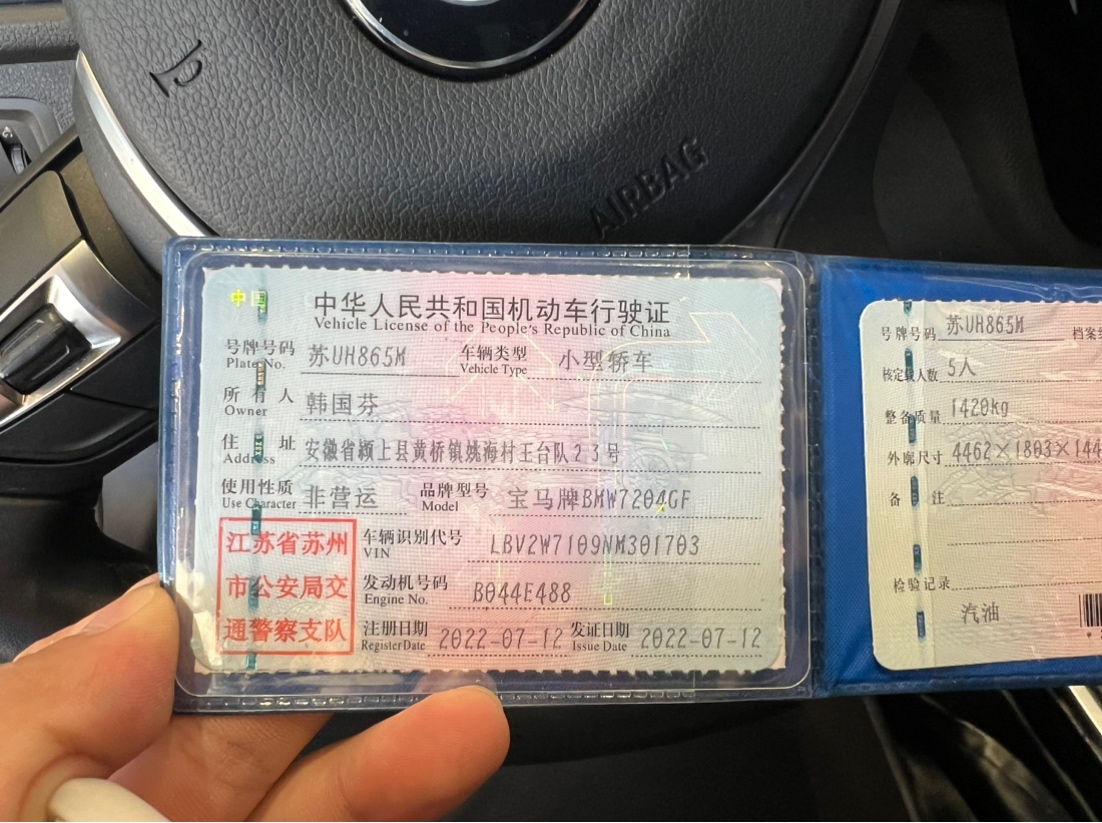 AIRBAG
中国
中华人民共和国机动车行驶证
Vehicle License of the People's Republic of China
号牌号码 苏UH865M 车辆类型 小型轿车
Plate No. Vehicle Type
所有人 韩国芬
Owner
住址 安徽省颍上县黄桥镇姚海村王台队23号
Address
使用性质 非营运 品牌型号 宝马牌BMW7204GF
Use Character Model
江苏省苏州
市公安局交
通警察支队
车辆识别代号 LBV2W7109NM301703
VIN
发动机号码 B044E488
Engine No.
注册日期 2022-07-12 发证日期 2022-07-12
Register Date Issue Date
号牌号码 苏UH865M 档案编
核定载人数 5人
整备质量 1420kg
外廓尺寸 4462×1803×144
备注
检验记录
汽油